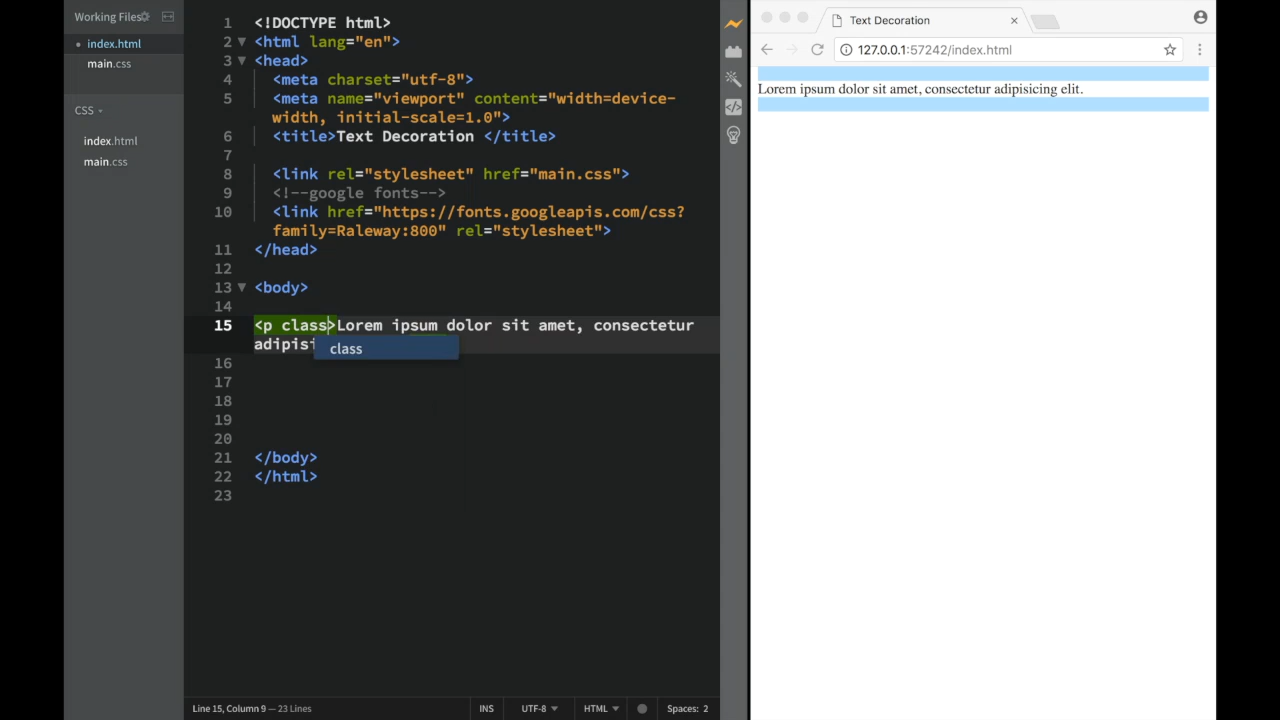 Working Files
index.html
main.css
CSS
index.html
main.css
1 <!DOCTYPE html>
2 <html lang="en">
3 <head>
4 <meta charset="utf-8">
5 <meta name="viewport" content="width=device-
width, initial-scale=1.0">
6 <title>Text Decoration </title>
7
8 <link rel="stylesheet" href="main.css">
9 <!--google fonts-->
10 <link href="https://fonts.googleapis.com/css?
family=Raleway:800" rel="stylesheet">
11 </head>
12
13 <body>
14
15 <p class>Lorem ipsum dolor sit amet, consectetur
adipisi
class
16
17
18
19
20
21 </body>
22 </html>
23
Line 15, Column 9 — 23 Lines
INS
UTF-8
HTML
Spaces: 2
Text Decoration
127.0.0.1:57242/index.html
Lorem ipsum dolor sit amet, consectetur adipisicing elit.